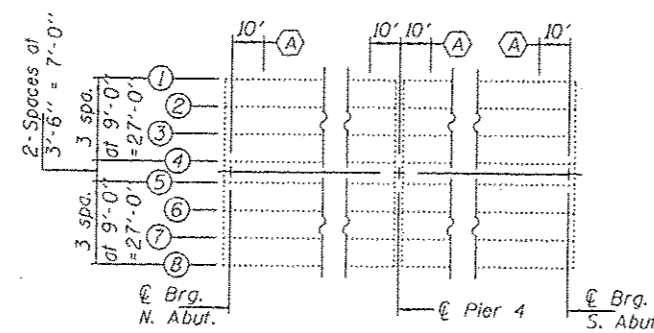 10'
A
10'
10'
A
A
10'
2-Spaces at
3'-6" = 7'-0"
3 spa.
at 9'-0"
=27'-0"
3 spa.
at 9'-0"
=27'-0"
1
2
3
4
5
6
7
8
℄ Brg.
N. Abut.
℄ Pier 4
℄ Brg.
S. Abut